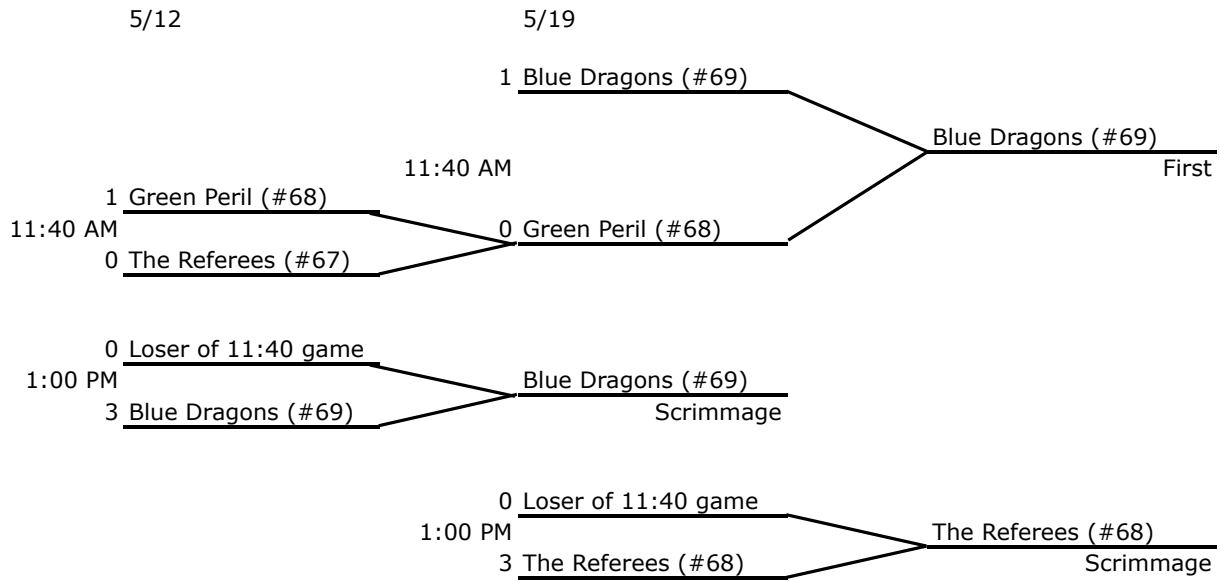 5/12
5/19
1 Blue Dragons (#69)
Blue Dragons (#69)
11:40 AM
First
1 Green Peril (#68)
11:40 AM
0 Green Peril (#68)
0 The Referees (#67)
0 Loser of 11:40 game
1:00 PM
Blue Dragons (#69)
3 Blue Dragons (#69)
Scrimmage
0 Loser of 11:40 game
1:00 PM
The Referees (#68)
3 The Referees (#68)
Scrimmage